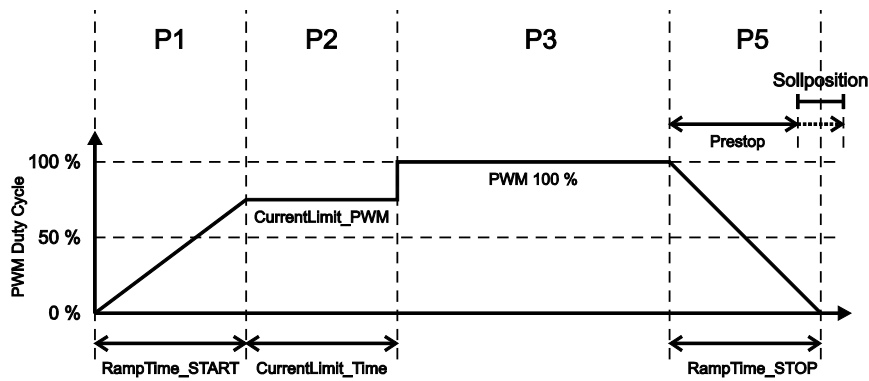 P1 P2 P3 P5
Sollposition
Prestop
100 %
PWM 100 %
CurrentLimit_PWM
50 %
PWM Duty Cycle
0 %
RampTime_START CurrentLimit_Time RampTime_STOP